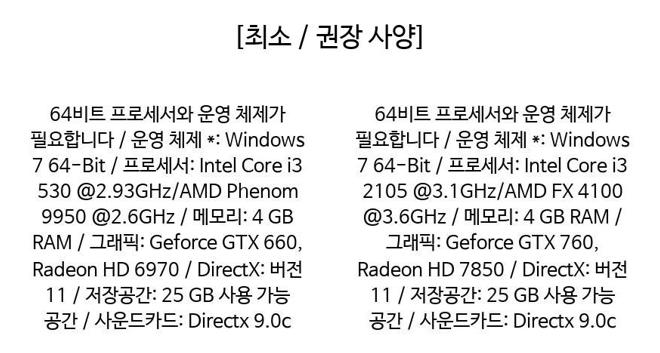 [최소 / 권장 사양]
64비트 프로세서와 운영 체제가
필요합니다 / 운영 체제 *: Windows
7 64-Bit / 프로세서: Intel Core i3
530 @2.93GHz/AMD Phenom
9950 @2.6GHz / 메모리: 4 GB
RAM / 그래픽: Geforce GTX 660,
Radeon HD 6970 / DirectX: 버전
11 / 저장공간: 25 GB 사용 가능
공간 / 사운드카드: Directx 9.0c
64비트 프로세서와 운영 체제가
필요합니다 / 운영 체제 *: Windows
7 64-Bit / 프로세서: Intel Core i3
2105 @3.1GHz/AMD FX 4100
@3.6GHz / 메모리: 4 GB RAM /
그래픽: Geforce GTX 760,
Radeon HD 7850 / DirectX: 버전
11 / 저장공간: 25 GB 사용 가능
공간 / 사운드카드: Directx 9.0c